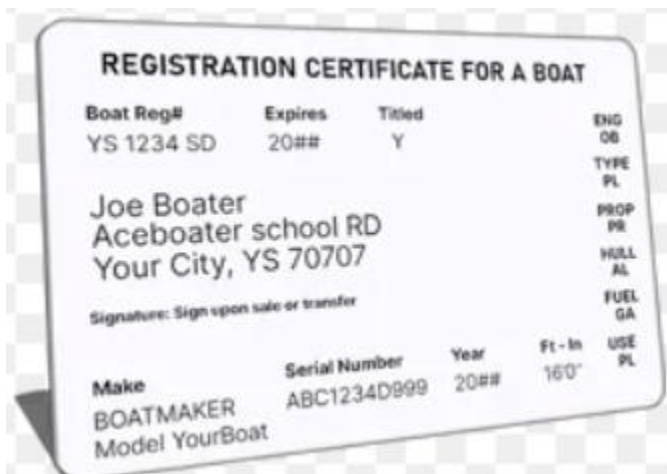 REGISTRATION CERTIFICATE FOR A BOAT
Boat Reg# Expires Titled
YS 1234 SD 20## Y
Joe Boater
Aceboater school RD
Your City, YS 70707
Signature: Sign upon sale or transfer
ENG
OB
TYPE
PL
PROP
PR
HULL
AL
FUEL
GA
USE
PL
Make Serial Number Year Ft - In
BOATMAKER ABC1234D999 20## 16'0"
Model YourBoat